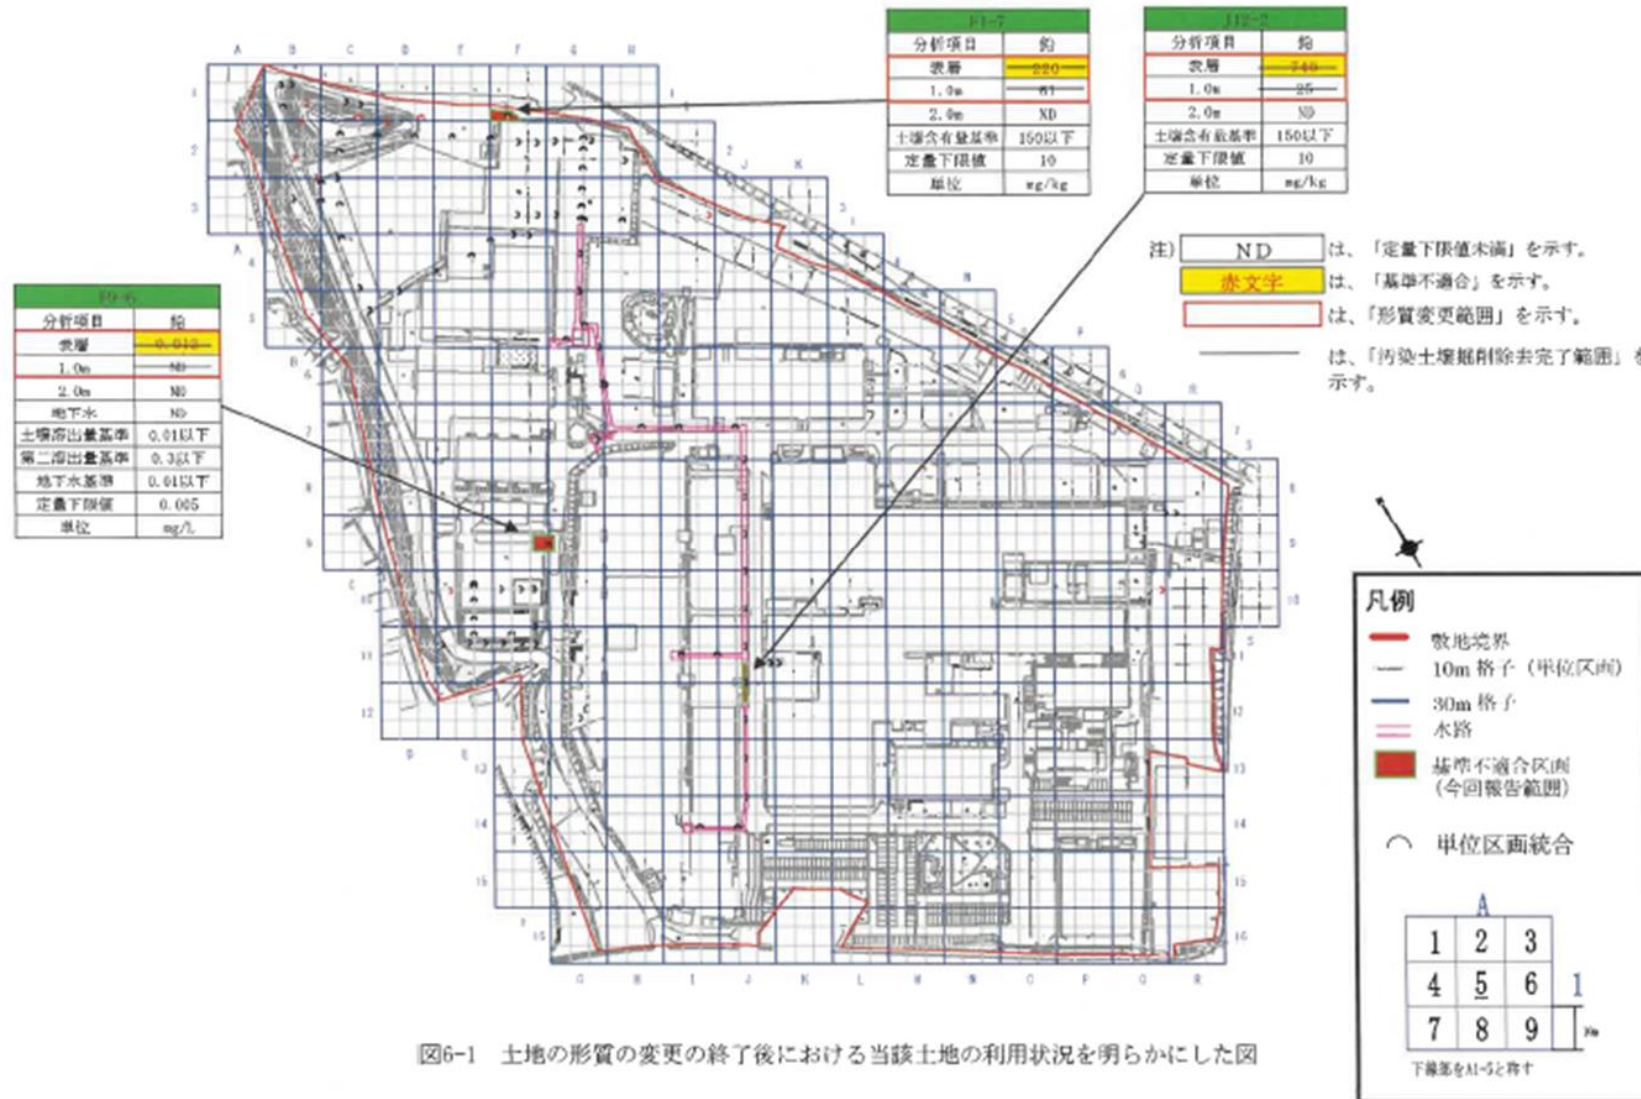 F1-7
分析項目 鉛
表層 220
1.0m 61
2.0m ND
土壌含有量基準 150以下
定量下限値 10
単位 mg/kg
J12-2
分析項目 鉛
表層 740
1.0m 25
2.0m ND
土壌含有量基準 150以下
定量下限値 10
単位 mg/kg
注) ND は、「定量下限値未満」を示す。
赤文字 は、「基準不適合」を示す。
は、「形質変更範囲」を示す。
は、「汚染土壌掘削除去完了範囲」を
示す。
F9-6
分析項目 鉛
表層 0.013
1.0m ND
2.0m ND
地下水 ND
土壌溶出量基準 0.01以下
第二溶出量基準 0.3以下
地下水基準 0.01以下
定量下限値 0.005
単位 mg/L
A B C D E F G H
凡例
敷地境界
10m 格子（単位区画）
30m 格子
水路
基準不適合区画
（今回報告範囲）
単位区画統合
A
1 2 3
4 5 6 1
7 8 9
下線部をA1-5と称す
G H I J K L M N O P Q R
図6-1 土地の形質の変更の終了後における当該土地の利用状況を明らかにした図